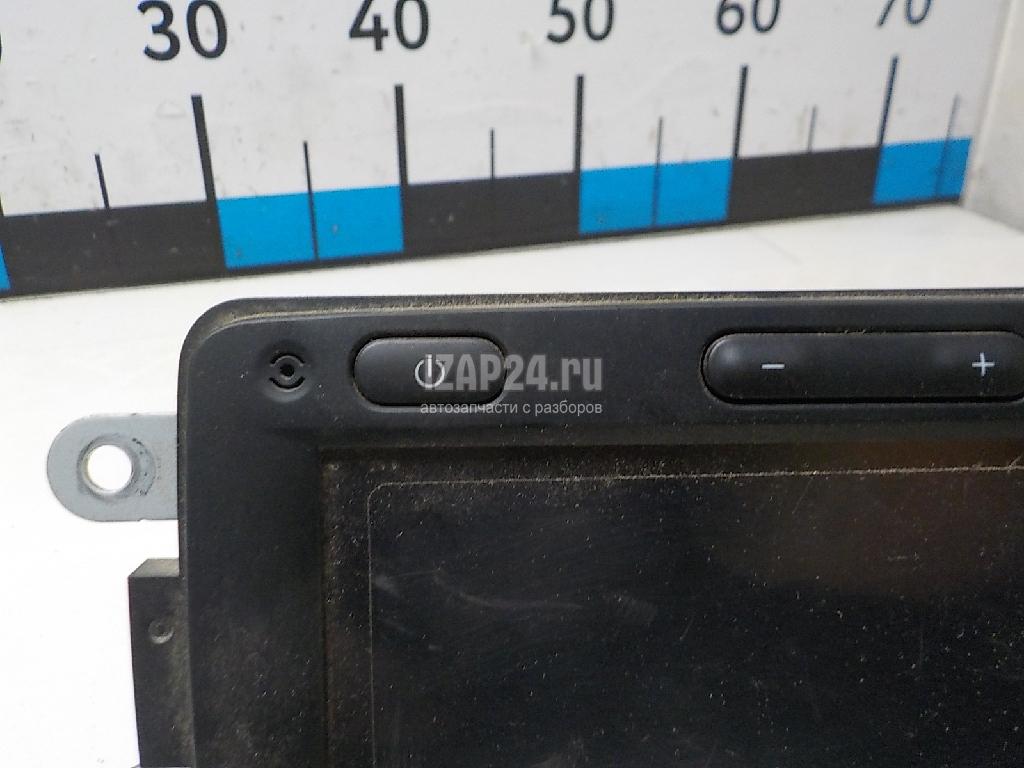 30 40 50 60 70
− +
ZAP24.ru
автозапчасти с разборов